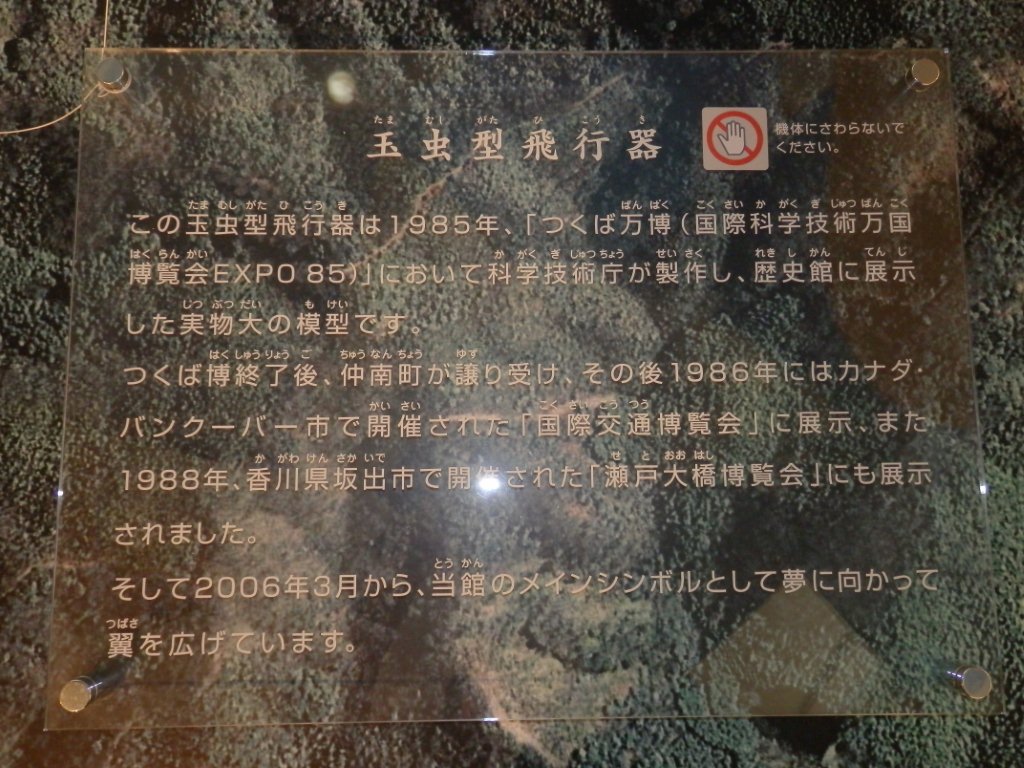 たま むし がた ひ こう き
玉虫型飛行器
機体にさわらないで
ください。
たま むし がた ひ こう き ばん ぱく こく さい か がく ぎ じゅつ ばん こく
この玉虫型飛行器は1985年、「つくば万博（国際科学技術万国
はく らん かい か がく ぎ じゅつ ちょう せい さく れき し かん てん じ
博覧会EXPO 85）」において科学技術庁が製作し、歴史館に展示
じつ ぶつ だい も けい
した実物大の模型です。
はく しゅう りょう ご ちゅう なん ちょう ゆず
つくば博終了後、仲南町が譲り受け、その後1986年にはカナダ・
かい さい こく さい こう つう
バンクーバー市で開催された「国際交通博覧会」に展示、また
か がわ けん さか いで せ と おお はし
1988年、香川県坂出市で開催された「瀬戸大橋博覧会」にも展示
されました。
とう かん
そして2006年3月から、当館のメインシンボルとして夢に向かって
つばさ
翼を広げています。